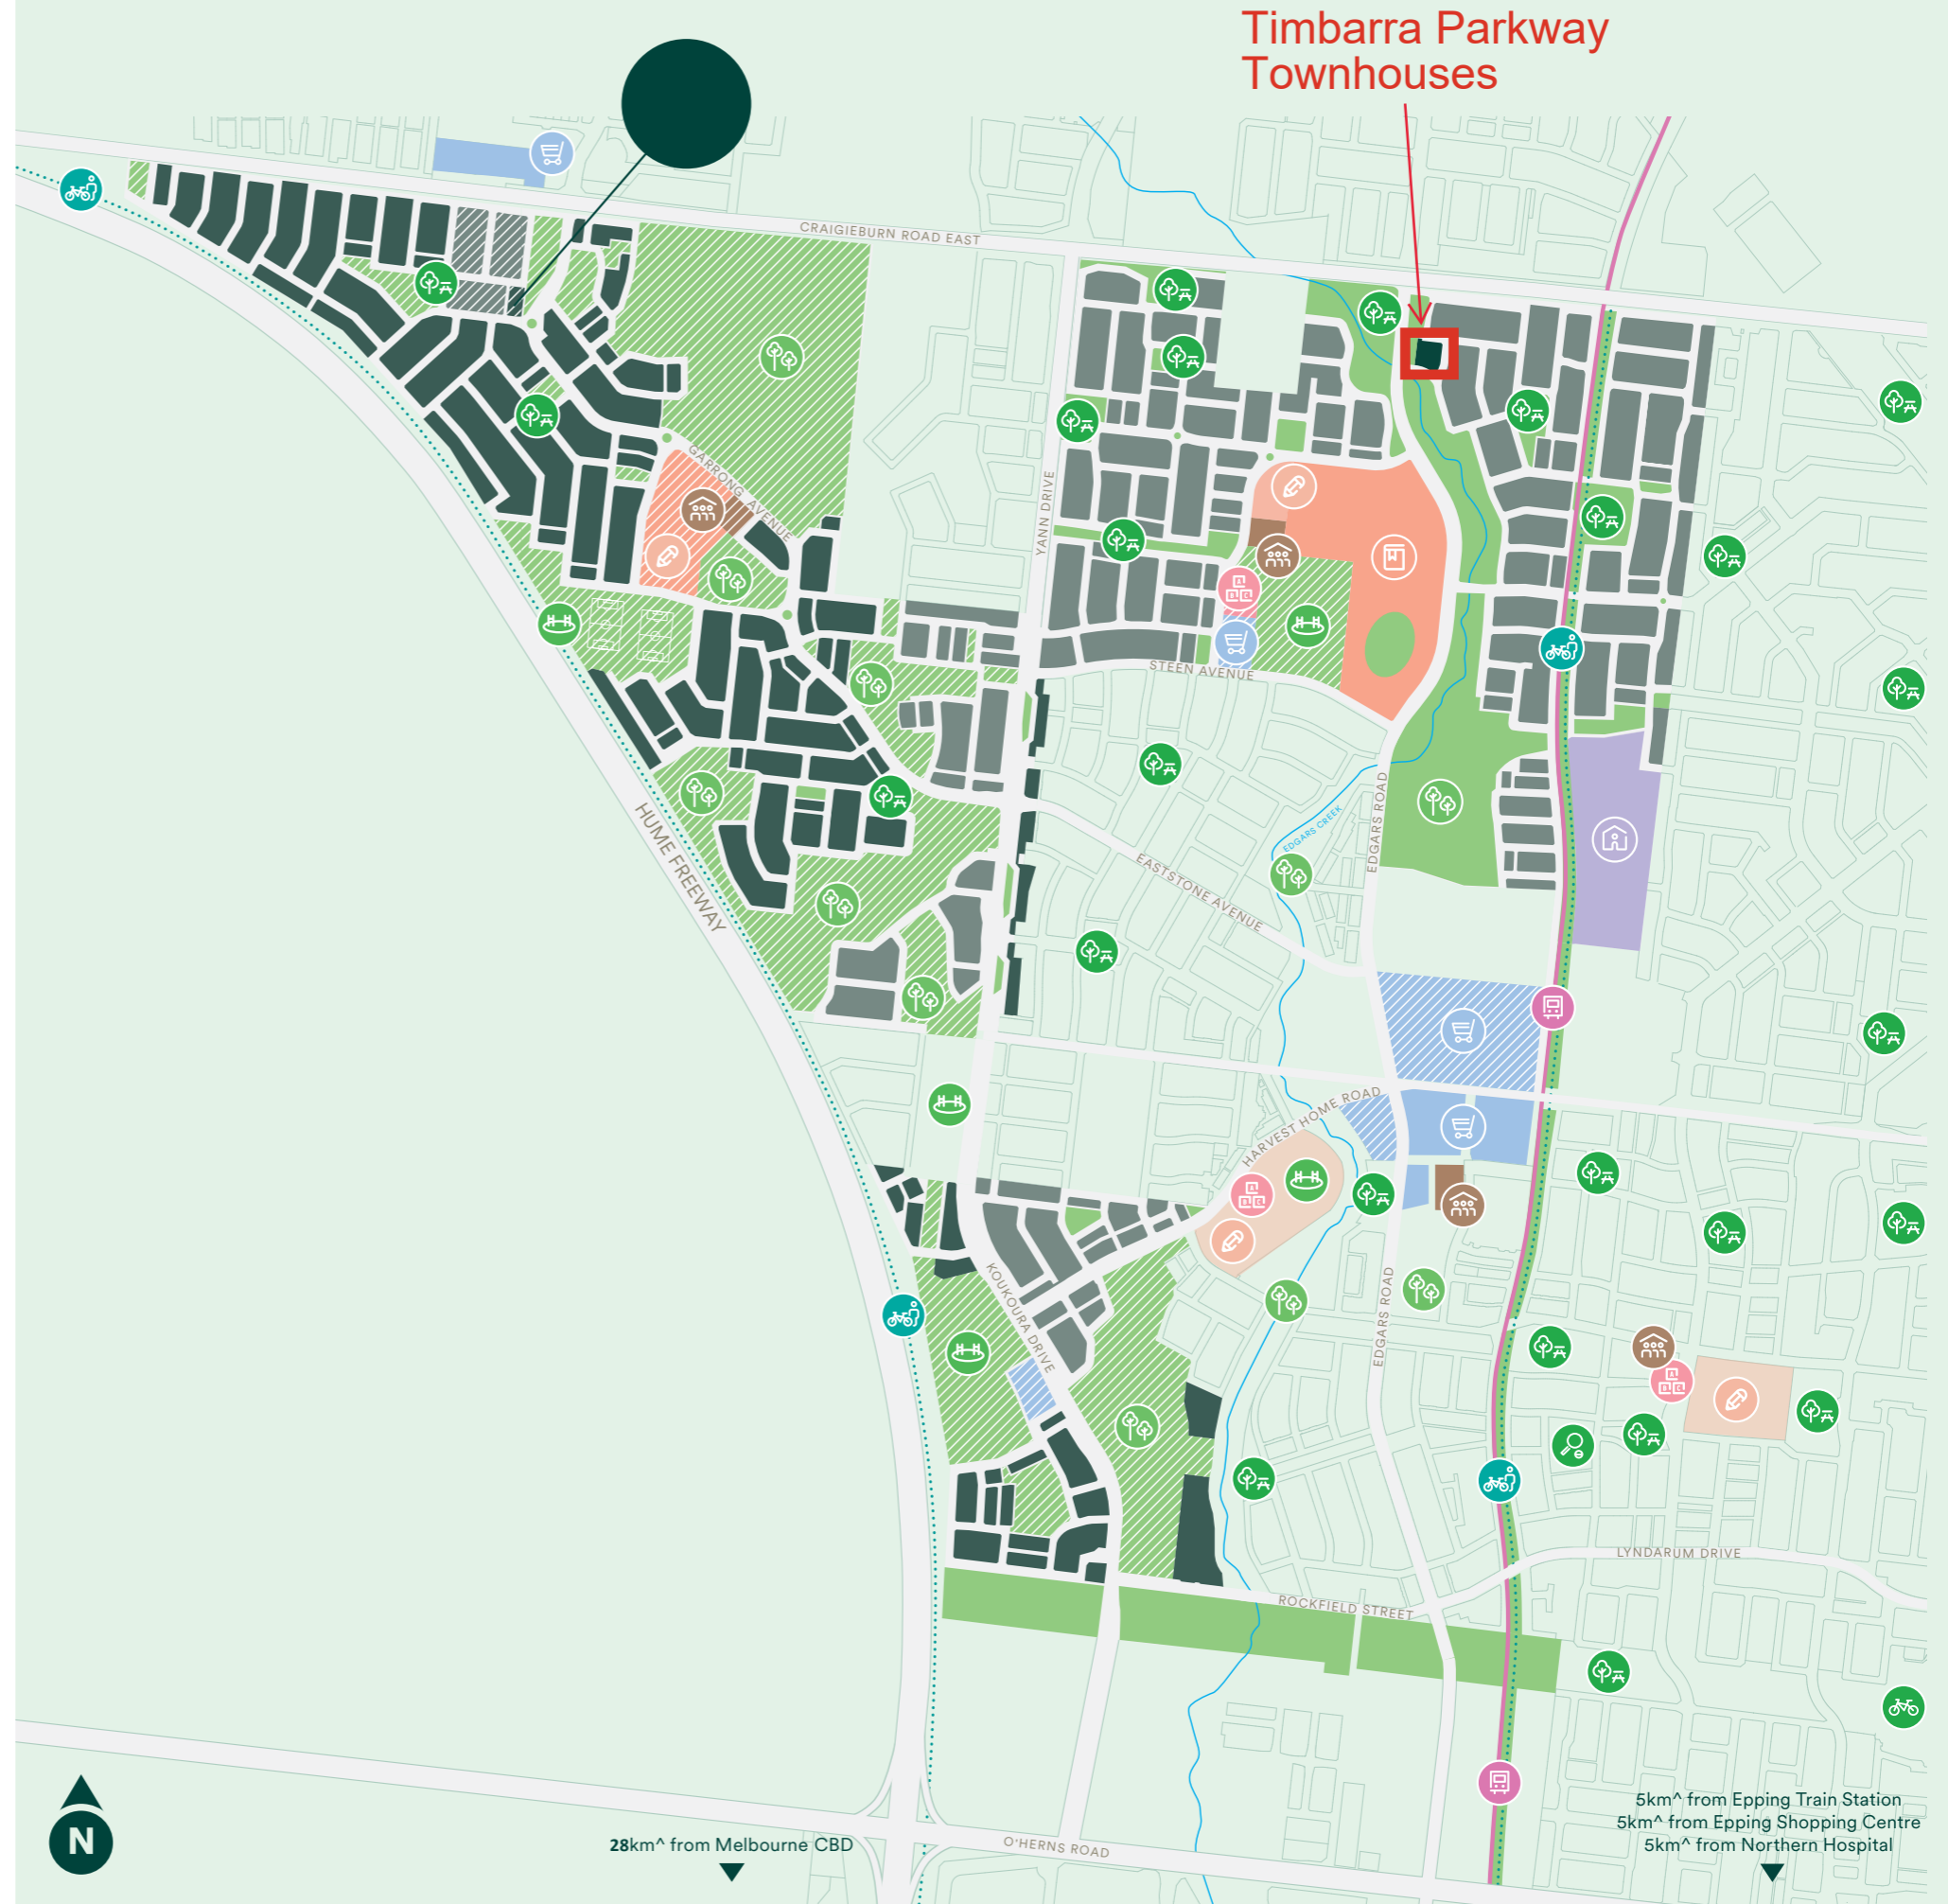 Timbarra Parkway
Townhouses
CRAIGIEBURN ROAD EAST
GARRONG AVENUE
YANN DRIVE
STEEN AVENUE
HUME FREEWAY
EDGARS ROAD
EDGARS CREEK
EASTSTONE AVENUE
HARVEST HOME ROAD
KOUKOURA DRIVE
EDGARS ROAD
LYNDARUM DRIVE
ROCKFIELD STREET
5km^ from Epping Train Station
5km^ from Epping Shopping Centre
5km^ from Northern Hospital
N
28km^ from Melbourne CBD
O'HERNS ROAD